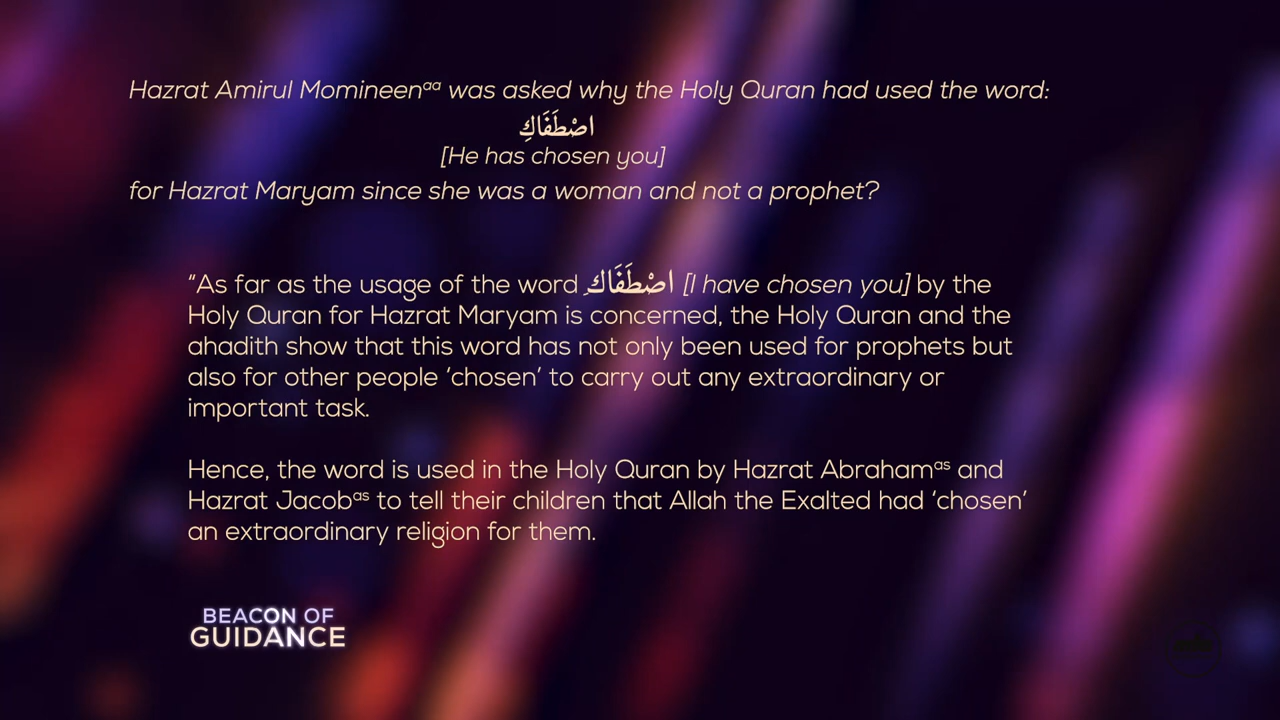 Hazrat Amirul Momineenᵃᵃ was asked why the Holy Quran had used the word:
اصْطَفَاكِ
[He has chosen you]
for Hazrat Maryam since she was a woman and not a prophet?
“As far as the usage of the word اصْطَفَاكِ [I have chosen you] by the
Holy Quran for Hazrat Maryam is concerned, the Holy Quran and the
ahadith show that this word has not only been used for prophets but
also for other people ‘chosen’ to carry out any extraordinary or
important task.
Hence, the word is used in the Holy Quran by Hazrat Abrahamᵃˢ and
Hazrat Jacobᵃˢ to tell their children that Allah the Exalted had ‘chosen’
an extraordinary religion for them.
BEACON OF
GUIDANCE